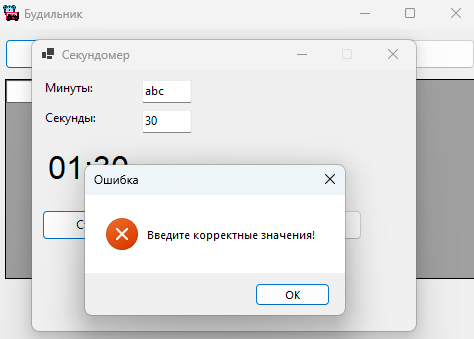 Будильник
Секундомер
Минуты:
abc
Секунды:
30
01:30
Ошибка
Введите корректные значения!
OK